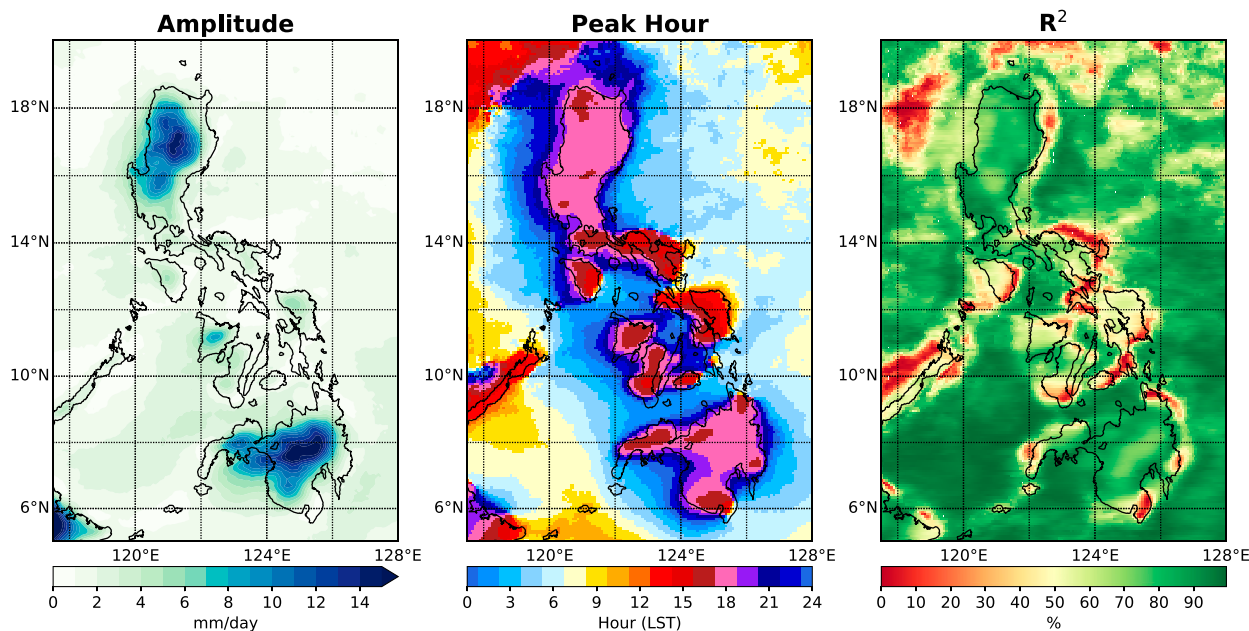 Amplitude
18°N
14°N
10°N
6°N
120°E
124°E
128°E
0 2 4 6 8 10 12 14
mm/day
Peak Hour
18°N
14°N
10°N
6°N
120°E
124°E
128°E
0 3 6 9 12 15 18 21 24
Hour (LST)
R²
18°N
14°N
10°N
6°N
120°E
124°E
128°E
0 10 20 30 40 50 60 70 80 90
%